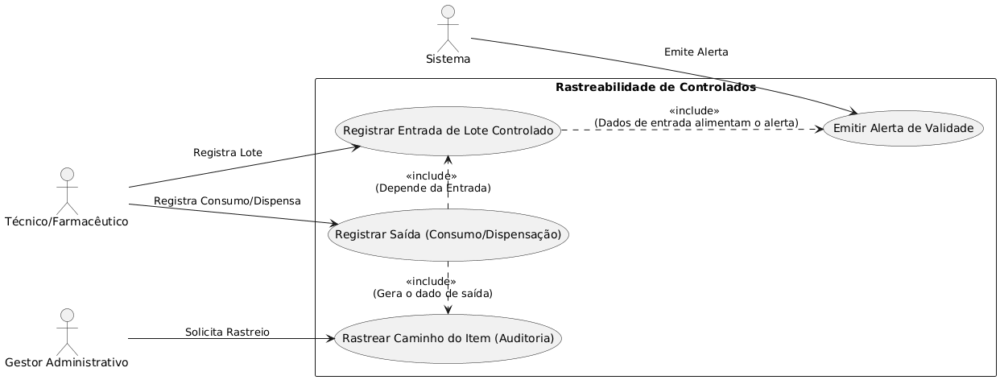 Sistema
Emite Alerta
Rastreabilidade de Controlados
«include»
(Dados de entrada alimentam o alerta)
Emitir Alerta de Validade
Registrar Entrada de Lote Controlado
Registra Lote
«include»
(Depende da Entrada)
Registra Consumo/Dispensa
Técnico/Farmacêutico
Registrar Saída (Consumo/Dispensação)
«include»
(Gera o dado de saída)
Solicita Rastreio
Rastrear Caminho do Item (Auditoria)
Gestor Administrativo